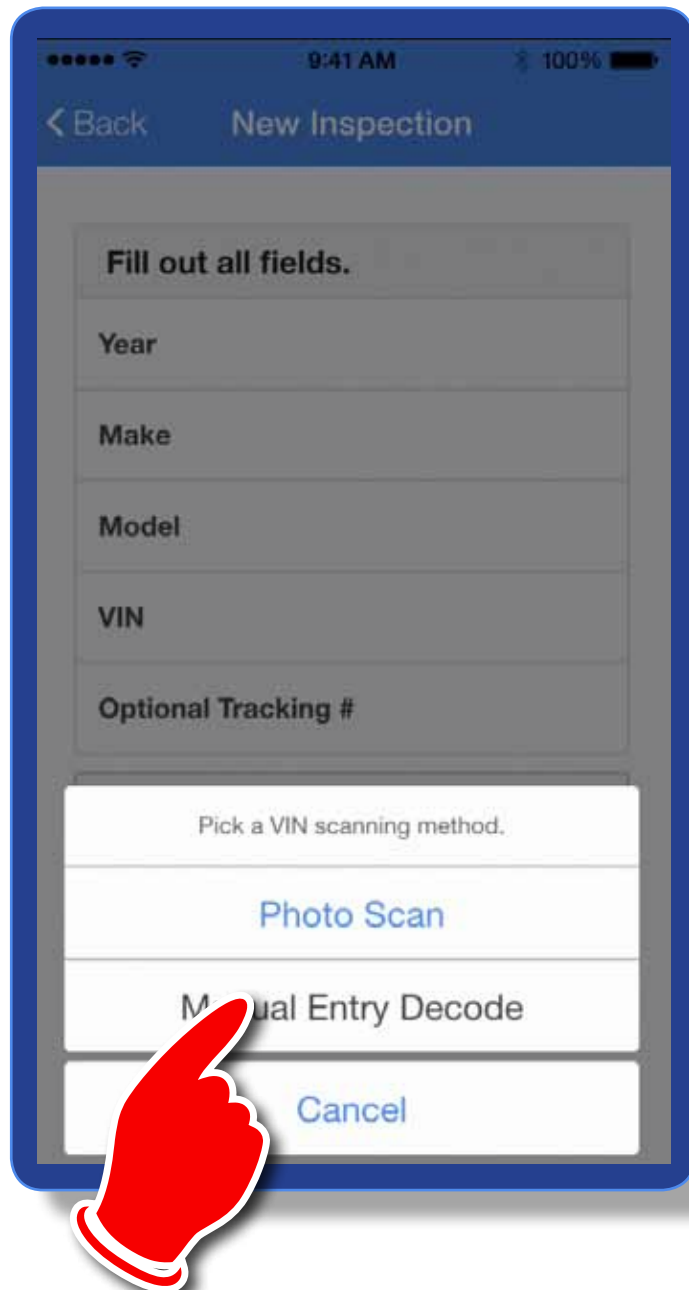 9:41 AM 100%
Back New Inspection
Fill out all fields.
Year
Make
Model
VIN
Optional Tracking #
Pick a VIN scanning method.
Photo Scan
Manual Entry Decode
Cancel